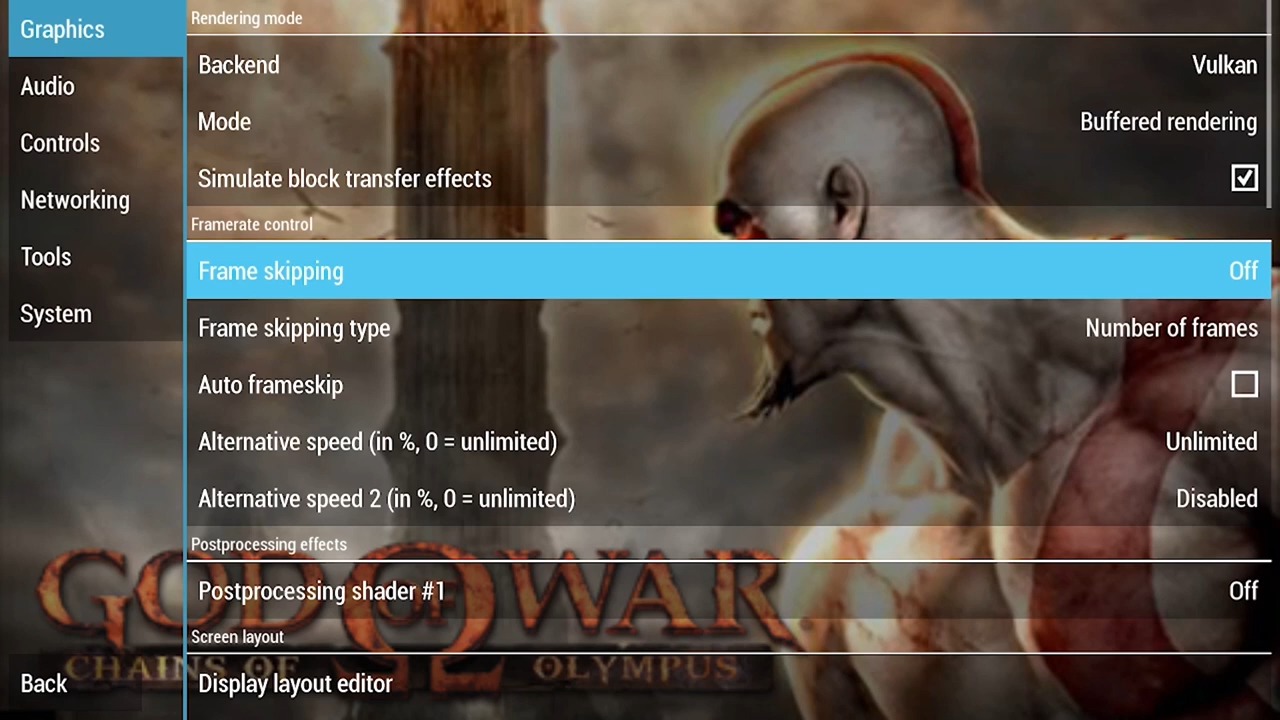 Graphics
Audio
Controls
Networking
Tools
System
Back
Rendering mode
Backend Vulkan
Mode Buffered rendering
Simulate block transfer effects
Framerate control
Frame skipping Off
Frame skipping type Number of frames
Auto frameskip
Alternative speed (in %, 0 = unlimited) Unlimited
Alternative speed 2 (in %, 0 = unlimited) Disabled
Postprocessing effects
Postprocessing shader #1 Off
Screen layout
Display layout editor
GOD OF WAR
CHAINS OF OLYMPUS